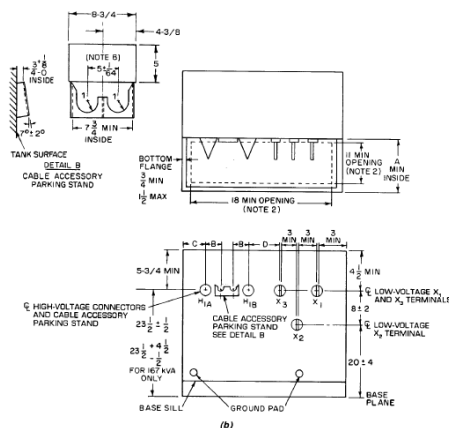 8-3/4
4-3/8
(NOTE 6)
5 1/64
5
3/4 + 1/8 - 0
INSIDE
1
1
7 3/4 MIN
INSIDE
7° ± 2°
TANK SURFACE
DETAIL B
CABLE ACCESSORY
PARKING STAND
BOTTOM
FLANGE
3/4 MIN
1 1/2 MAX
11 MIN
OPENING
(NOTE 2)
A MIN
INSIDE
18 MIN OPENING
(NOTE 2)
3
MIN
3
MIN
3
MIN
C
B
B
D
5-3/4 MIN
4 1/2 MIN
H1A
H1B
X3
X1
℄ HIGH-VOLTAGE CONNECTORS
AND CABLE ACCESSORY
PARKING STAND
CABLE ACCESSORY
PARKING STAND
SEE DETAIL B
X2
℄ LOW-VOLTAGE X1
AND X3 TERMINALS
8 ± 2
℄ LOW-VOLTAGE
TERMINAL
23 1/2 ± 1/2
23 1/2 + 4 1/2 - 1/2
FOR 167 KVA
ONLY
20 ± 4
BASE SILL
GROUND PAD
BASE
PLANE
(b)